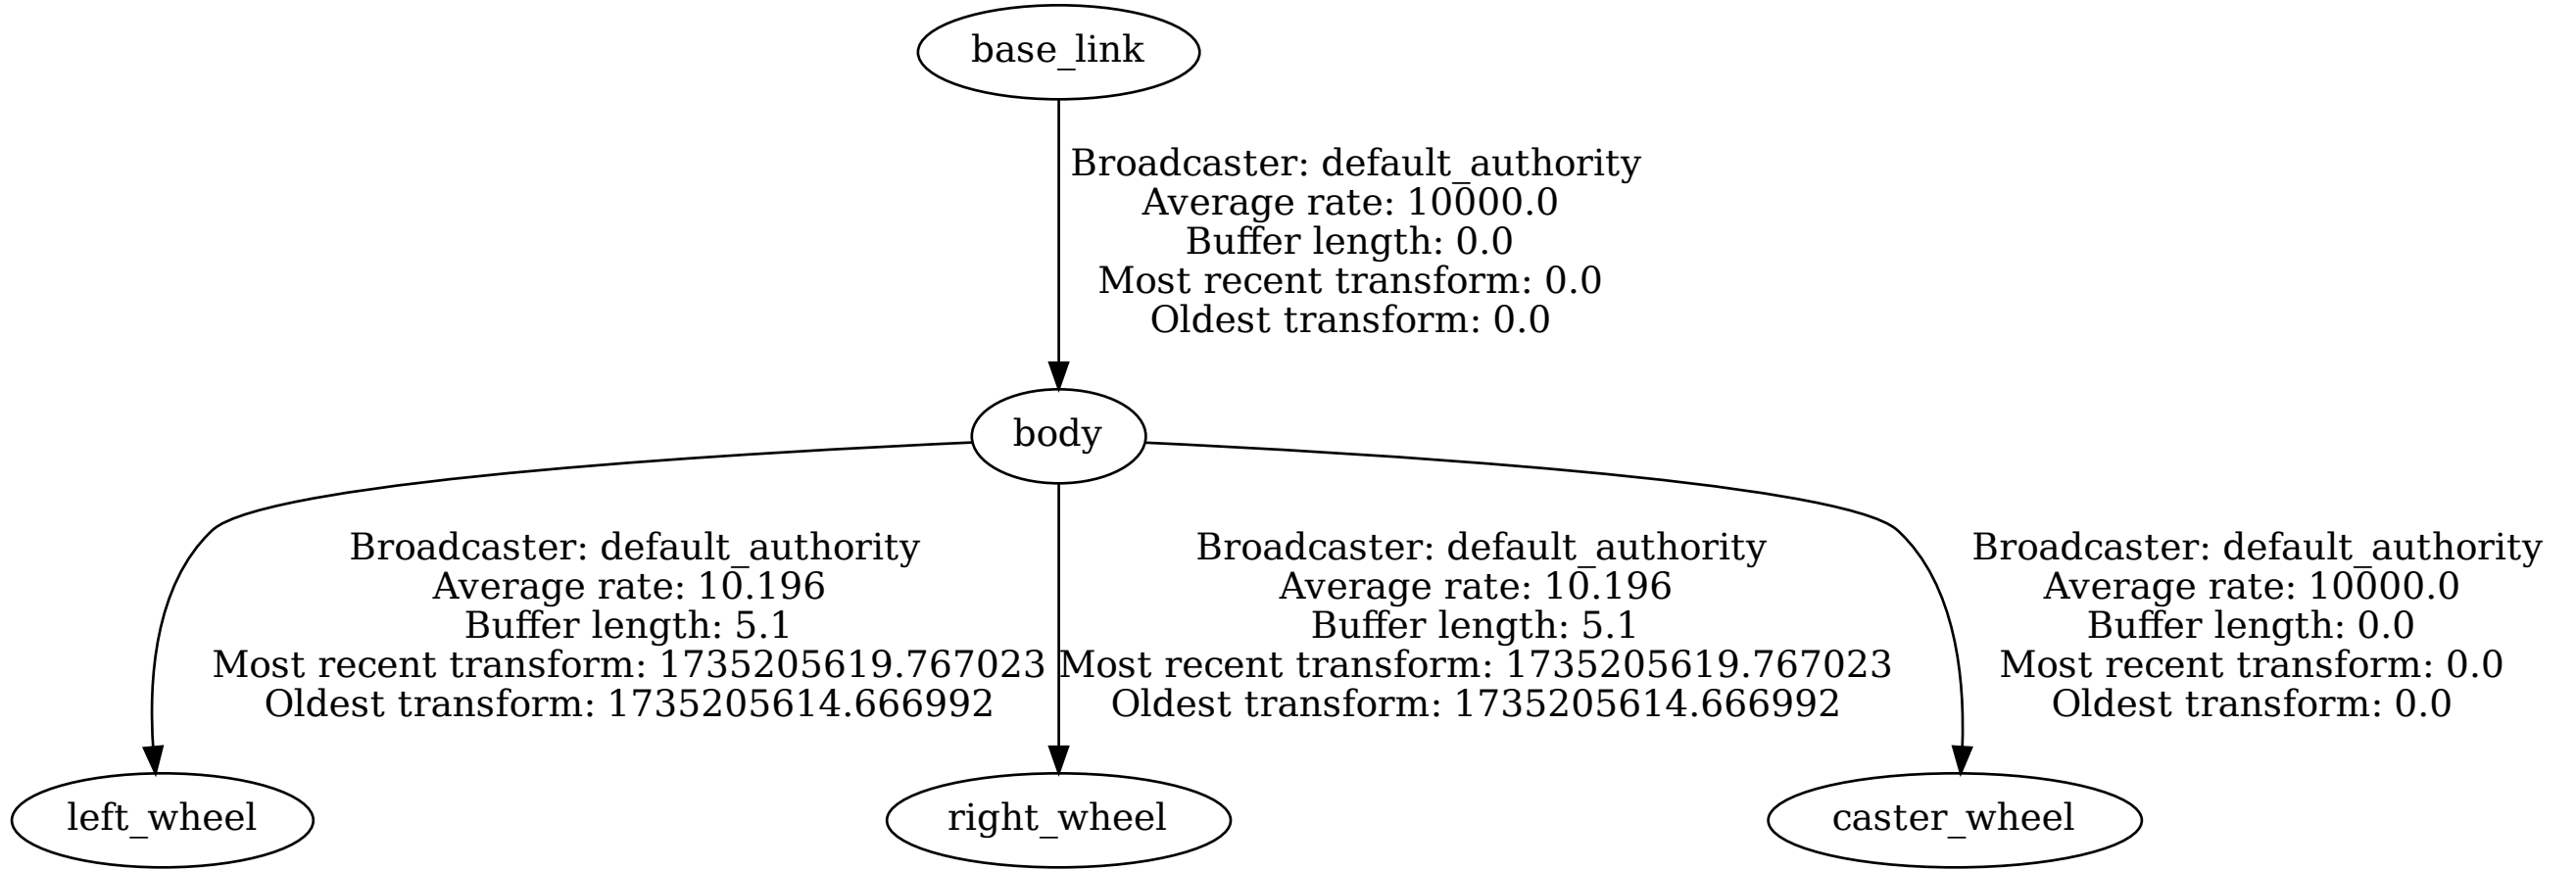 base_link
Broadcaster: default_authority
Average rate: 10000.0
Buffer length: 0.0
Most recent transform: 0.0
Oldest transform: 0.0
body
Broadcaster: default_authority
Average rate: 10.196
Buffer length: 5.1
Most recent transform: 1735205619.767023
Oldest transform: 1735205614.666992
Broadcaster: default_authority
Average rate: 10.196
Buffer length: 5.1
Most recent transform: 1735205619.767023
Oldest transform: 1735205614.666992
Broadcaster: default_authority
Average rate: 10000.0
Buffer length: 0.0
Most recent transform: 0.0
Oldest transform: 0.0
left_wheel
right_wheel
caster_wheel